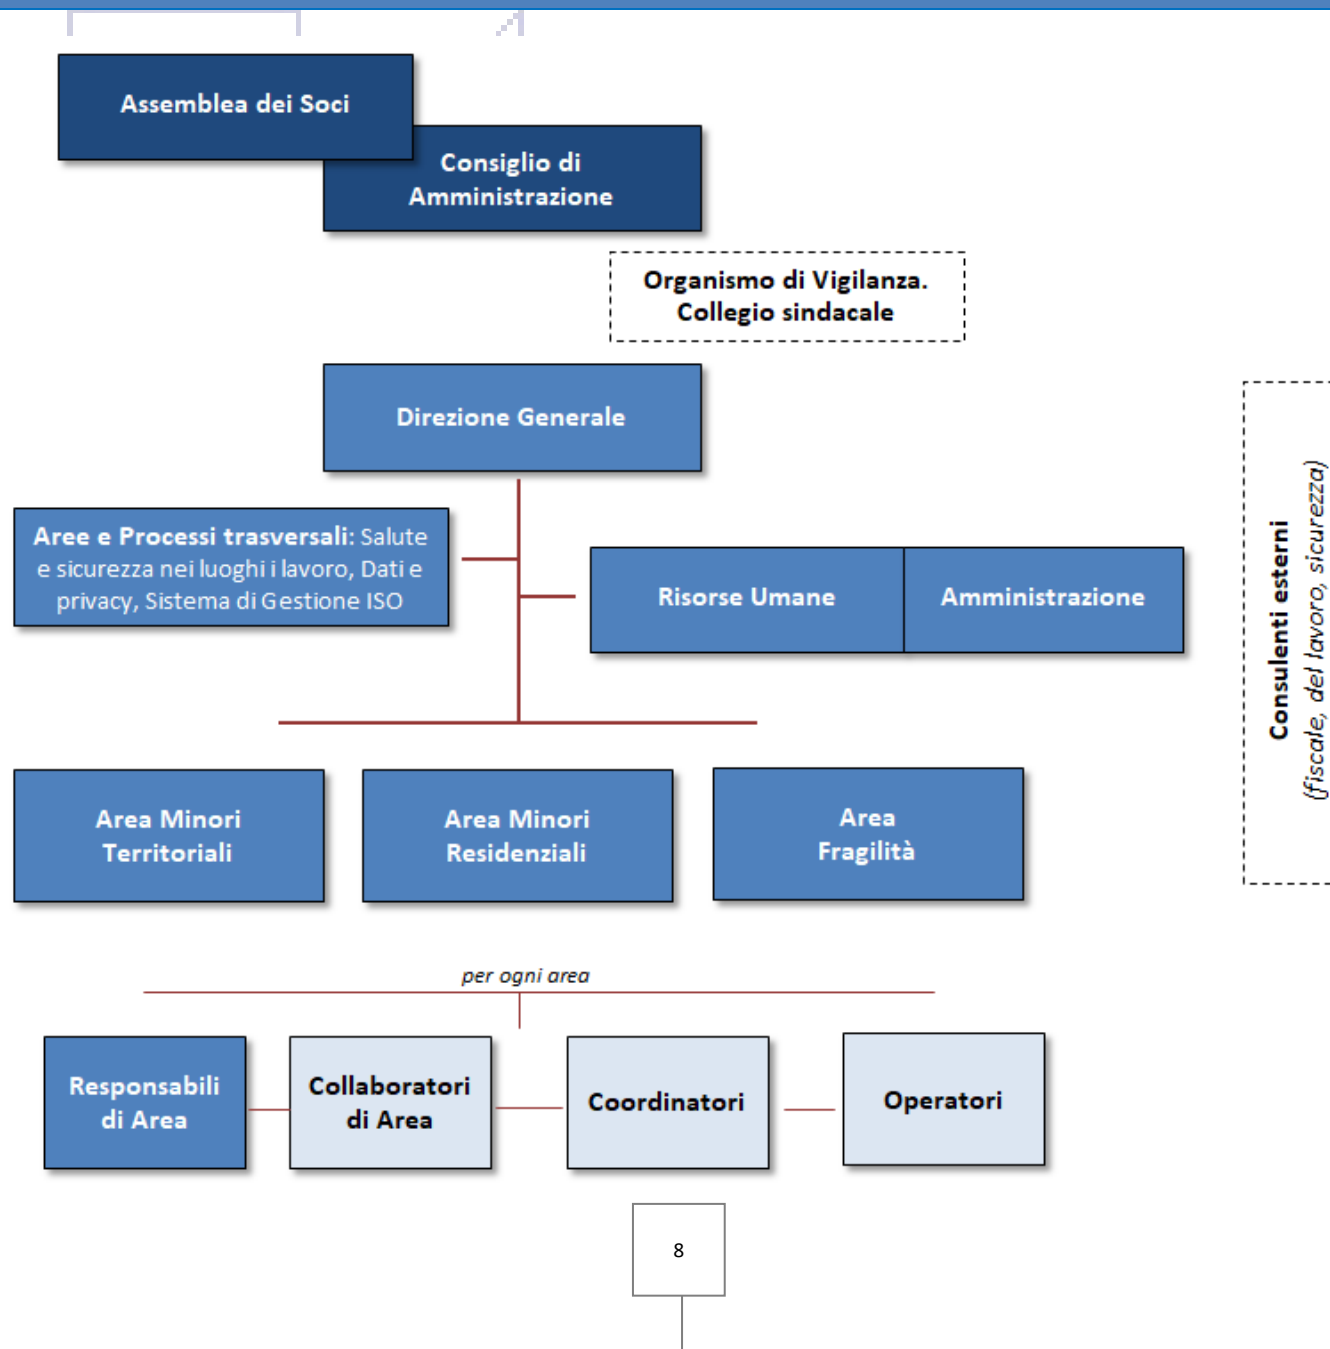 Assemblea dei Soci
Consiglio di
Amministrazione
Organismo di Vigilanza.
Collegio sindacale
Direzione Generale
Aree e Processi trasversali: Salute
e sicurezza nei luoghi i lavoro, Dati e
privacy, Sistema di Gestione ISO
Risorse Umane
Amministrazione
Consulenti esterni
(fiscale, del lavoro, sicurezza)
Area Minori
Territoriali
Area Minori
Residenziali
Area
Fragilità
per ogni area
Responsabili
di Area
Collaboratori
di Area
Coordinatori
Operatori
8